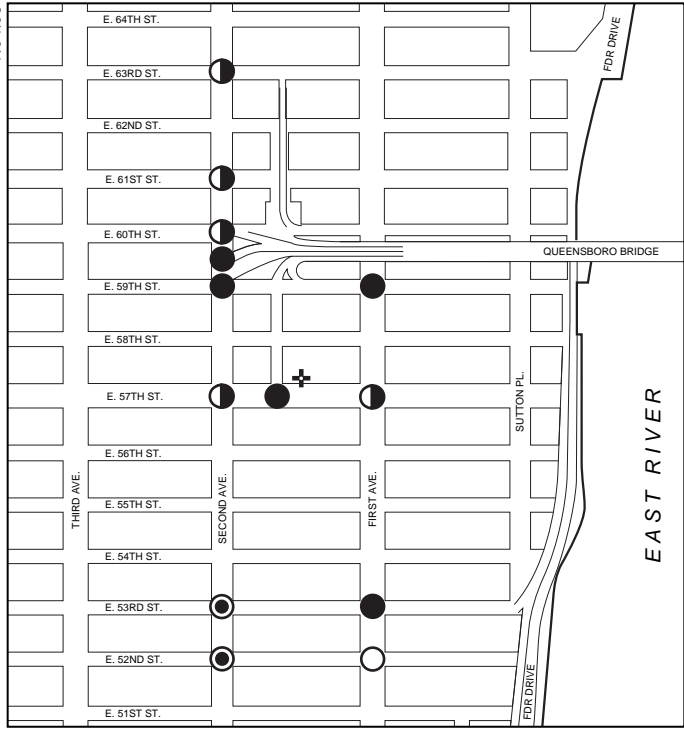 E. 64TH ST.
FDR DRIVE
E. 63RD ST.
E. 62ND ST.
E. 61ST ST.
E. 60TH ST.
QUEENSBORO BRIDGE
E. 59TH ST.
E. 58TH ST.
E. 57TH ST.
SUTTON PL.
EAST RIVER
E. 56TH ST.
THIRD AVE.
SECOND AVE.
FIRST AVE.
E. 55TH ST.
E. 54TH ST.
E. 53RD ST.
E. 52ND ST.
FDR DRIVE
E. 51ST ST.